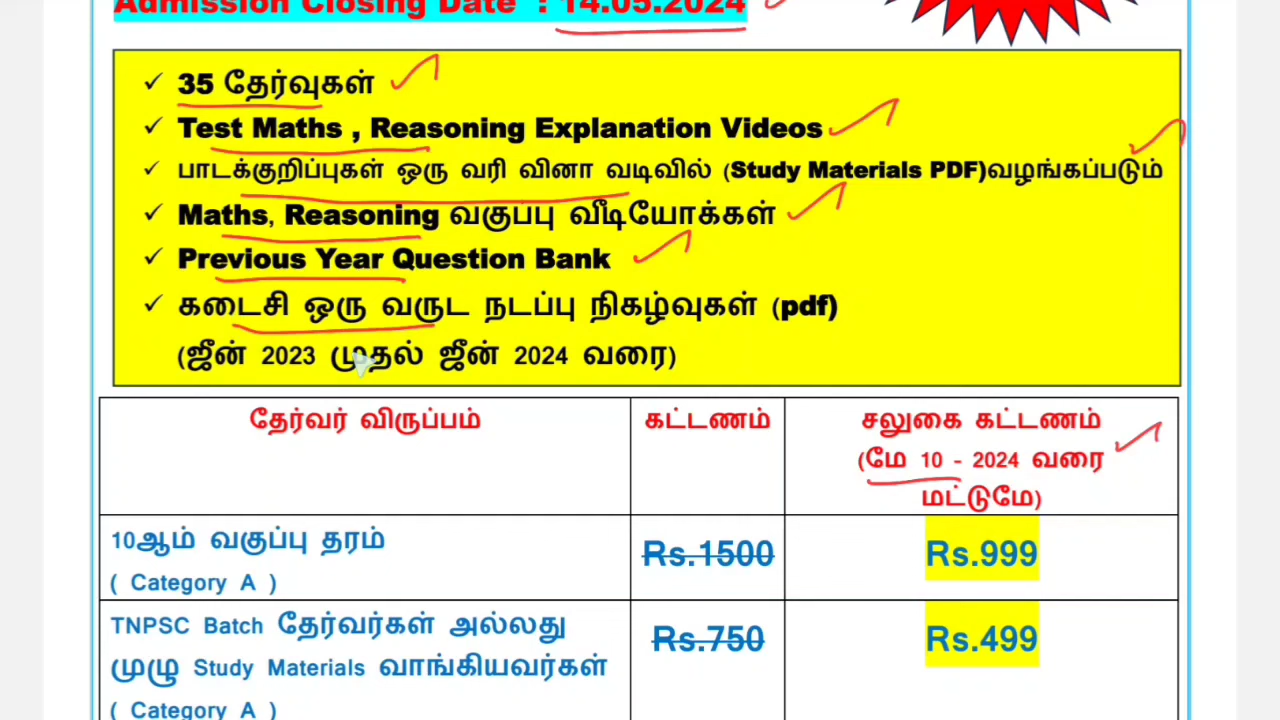 Admission Closing Date : 14.05.2024
✓ 35 தேர்வுகள்
✓ Test Maths , Reasoning Explanation Videos
✓ பாடக்குறிப்புகள் ஒரு வரி வினா வடிவில் (Study Materials PDF)வழங்கப்படும்
✓ Maths, Reasoning வகுப்பு வீடியோக்கள்
✓ Previous Year Question Bank
✓ கடைசி ஒரு வருட நடப்பு நிகழ்வுகள் (pdf)
(ஜீன் 2023 முதல் ஜீன் 2024 வரை)
தேர்வர் விருப்பம்
கட்டணம்
சலுகை கட்டணம்
(மே 10 - 2024 வரை
மட்டுமே)
10ஆம் வகுப்பு தரம்
( Category A )
Rs.1500
Rs.999
TNPSC Batch தேர்வர்கள் அல்லது
முழு Study Materials வாங்கியவர்கள்
( Category A )
Rs.750
Rs.499